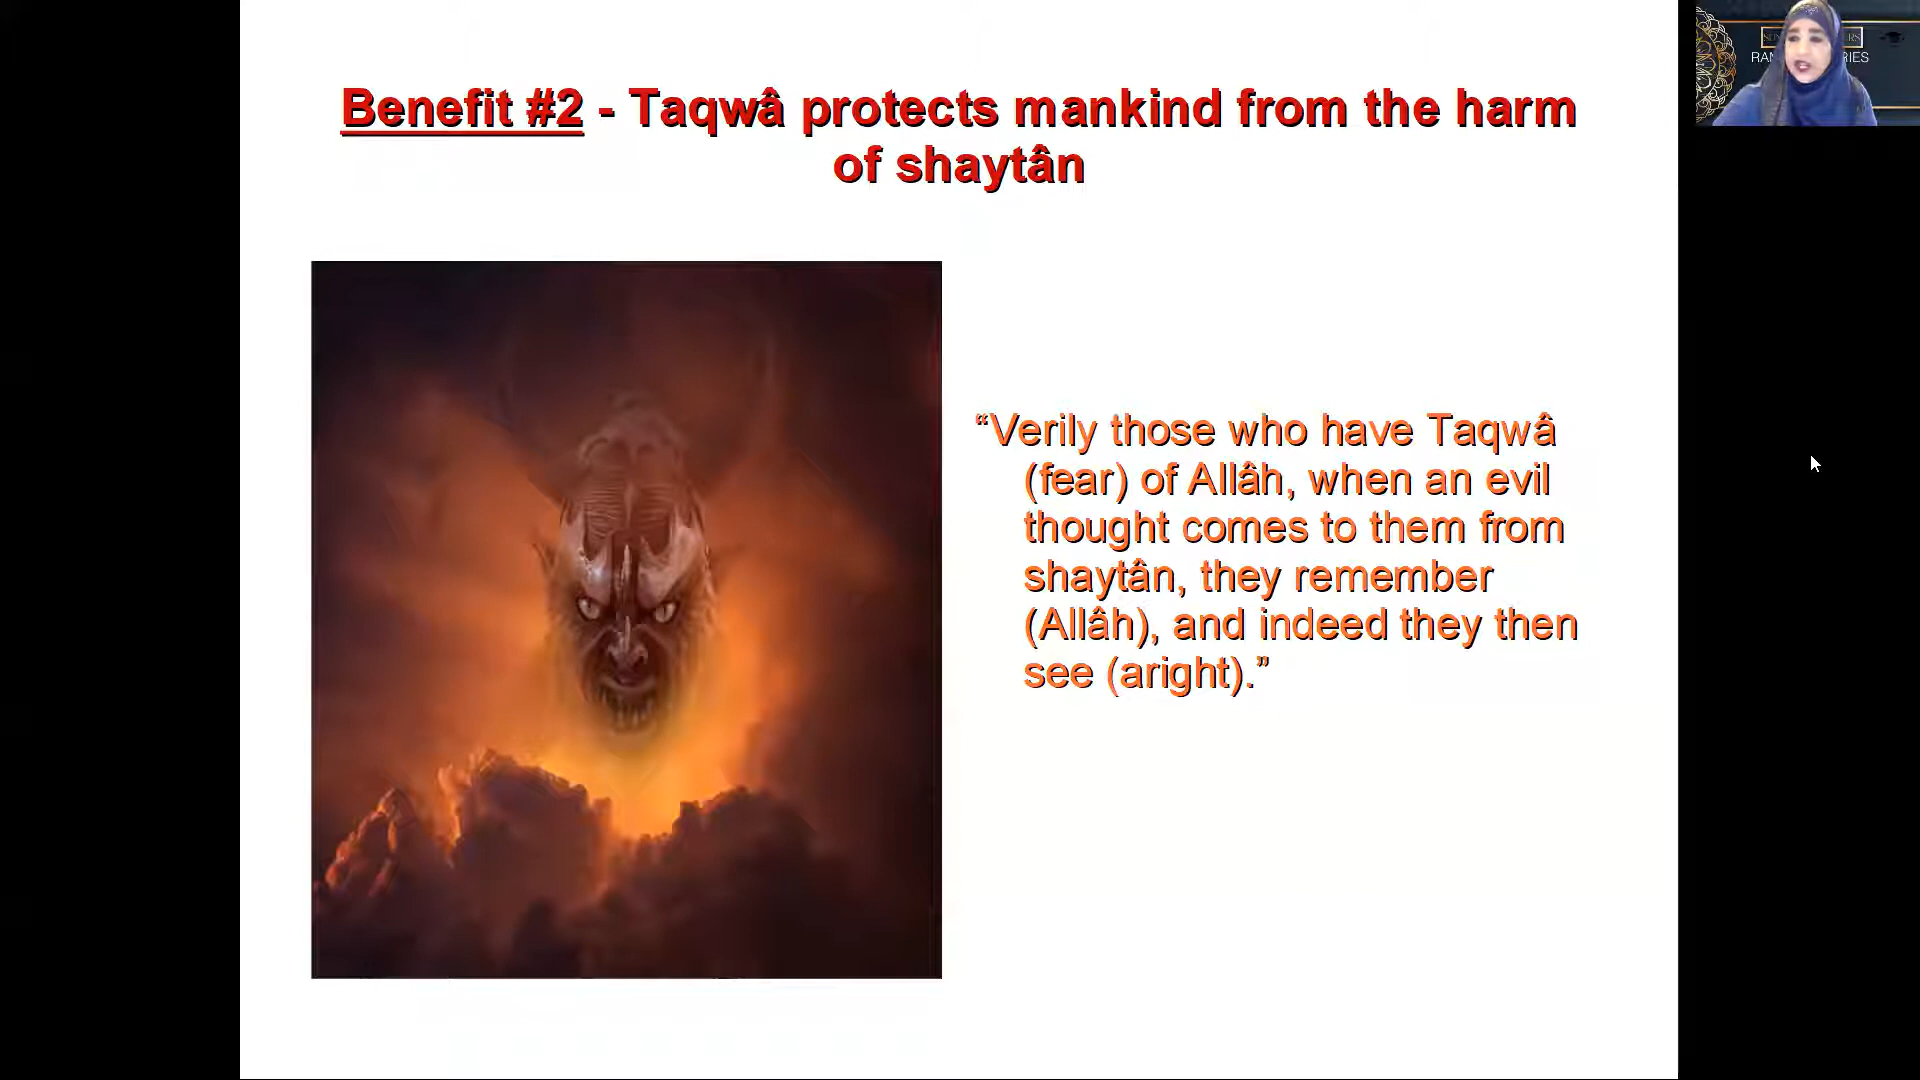 Benefit #2 - Taqwâ protects mankind from the harm
of shaytân
“Verily those who have Taqwâ
(fear) of Allâh, when an evil
thought comes to them from
shaytân, they remember
(Allâh), and indeed they then
see (aright).”